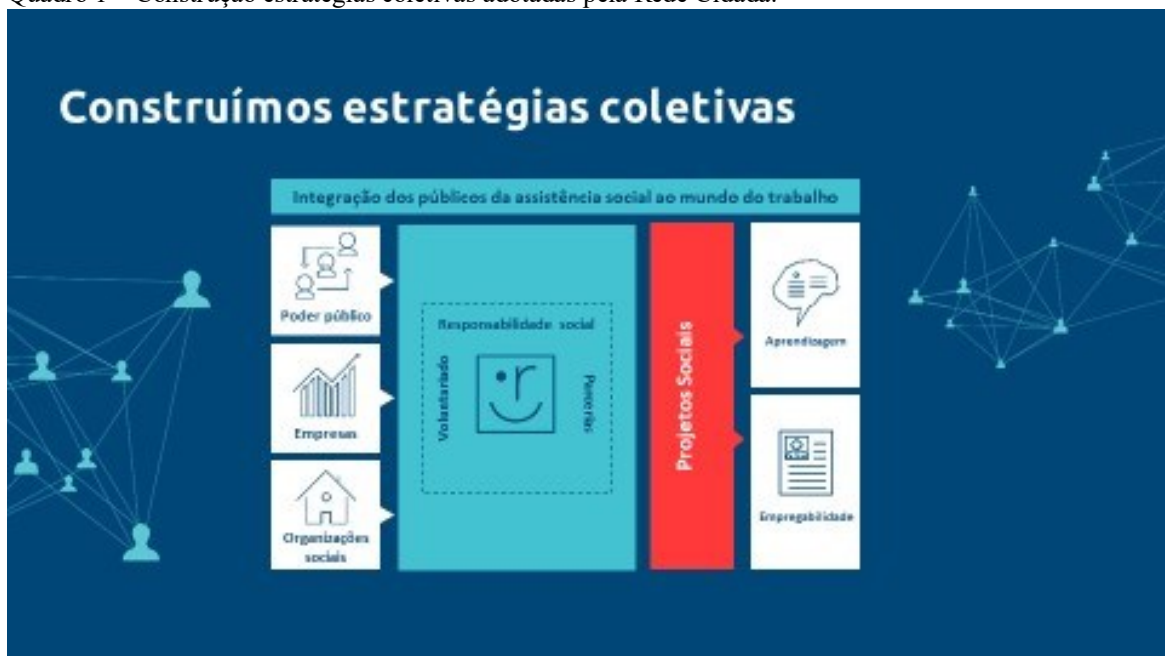 Quadro 1 – Construção estratégias coletivas adotadas pela Rede Cidadã.
Construímos estratégias coletivas
Integração dos públicos da assistência social ao mundo do trabalho
Poder público
Empresas
Organizações
sociais
Responsabilidade social
Voluntariado
Parcerias
Projetos Sociais
Aprendizagem
Empregabilidade